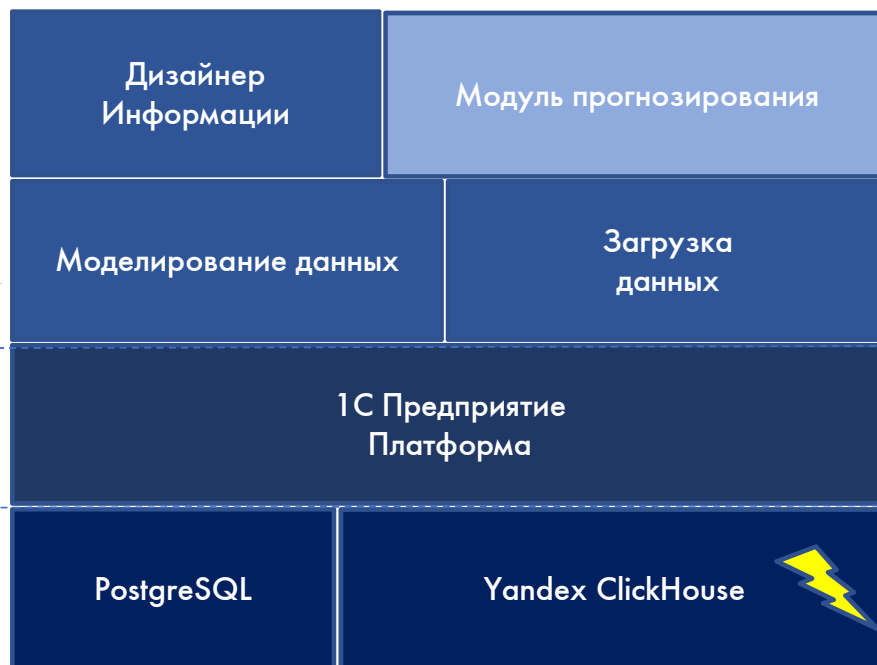 Дизайнер
Информации
Модуль прогнозирования
Моделирование данных
Загрузка
данных
1С Предприятие
Платформа
PostgreSQL
Yandex ClickHouse